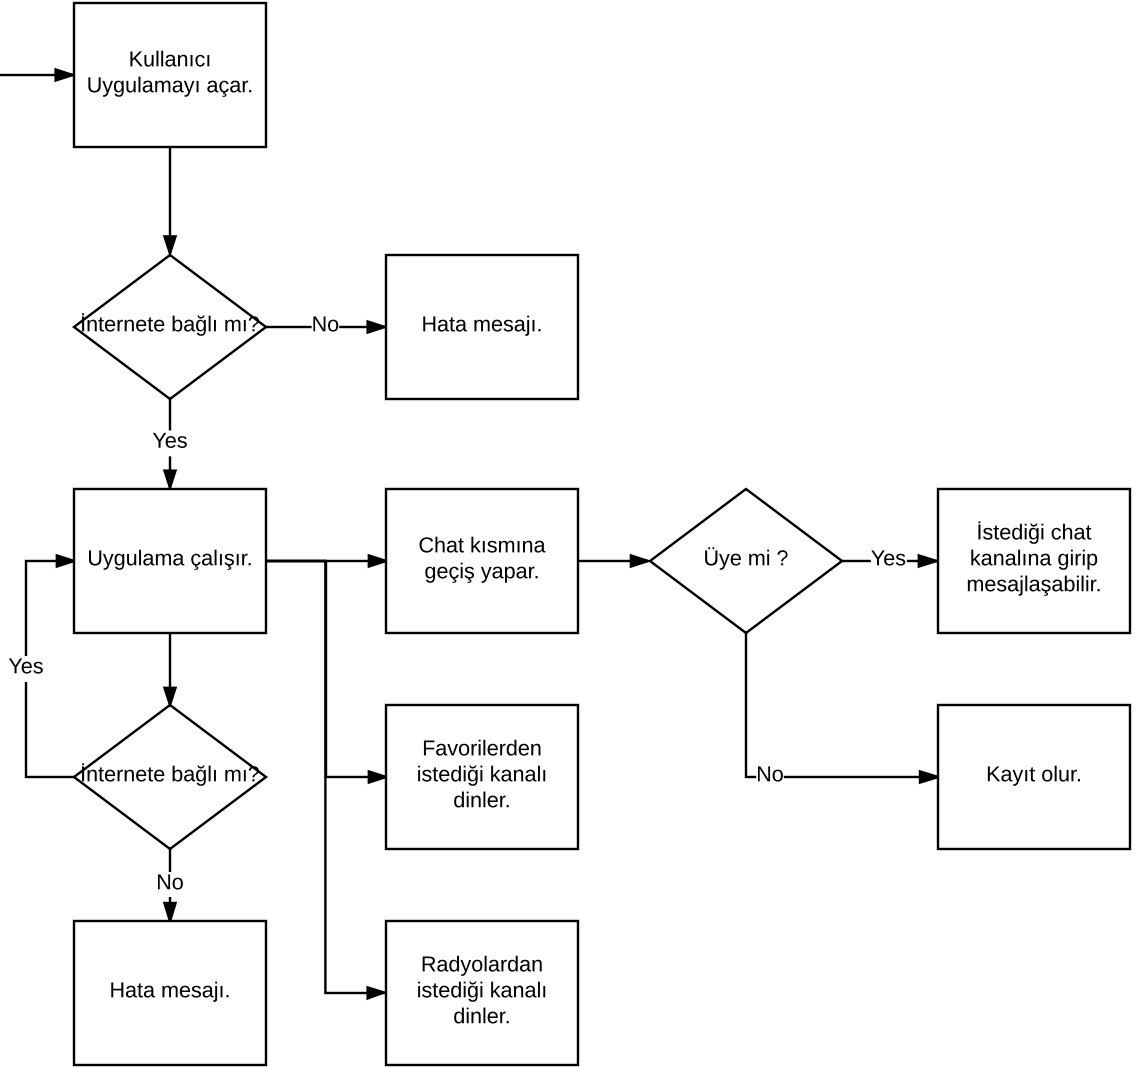 Kullanıcı
Uygulamayı açar.
İnternete bağlı mı?
No
Hata mesajı.
Yes
Uygulama çalışır.
Chat kısmına
geçiş yapar.
Üye mi ?
Yes
İstediği chat
kanalına girip
mesajlaşabilir.
Yes
İnternete bağlı mı?
Favorilerden
istediği kanalı
dinler.
No
Kayıt olur.
No
Hata mesajı.
Radyolardan
istediği kanalı
dinler.